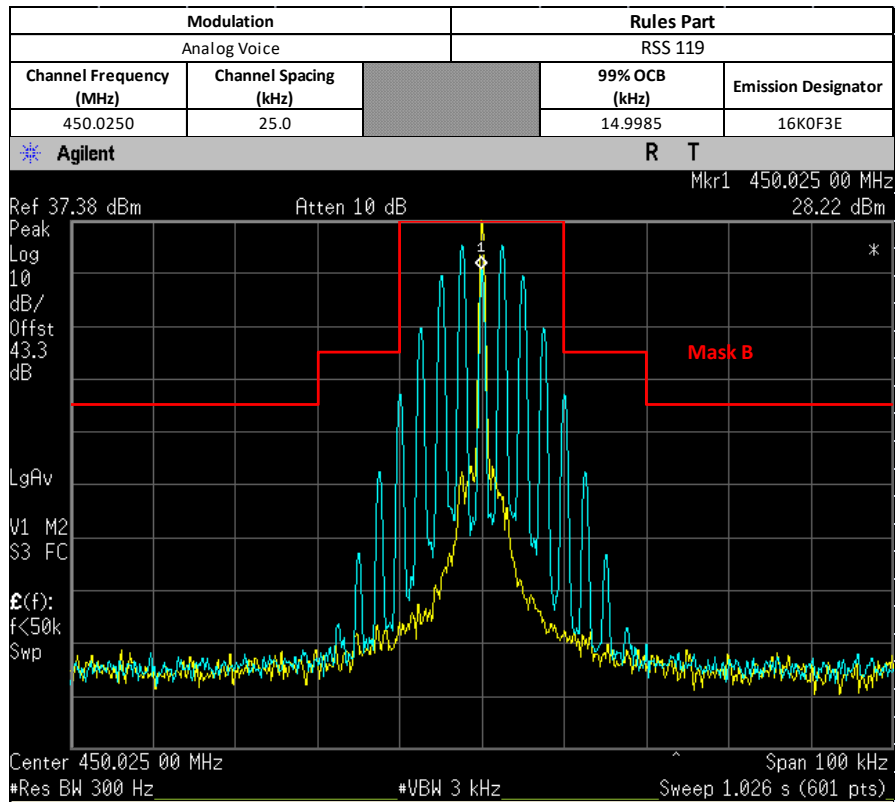 Modulation Rules Part
Analog Voice RSS 119
Channel Frequency (MHz) Channel Spacing (kHz) 99% OCB (kHz) Emission Designator
450.0250 25.0 14.9985 16K0F3E
Agilent R T
Mkr1 450.025 00 MHz
Ref 37.38 dBm Atten 10 dB 28.22 dBm
Peak
Log
10
dB/
Offst
43.3
dB
1
*
Mask B
LgAv
V1 M2
S3 FC
£(f):
f<50k
Swp
Center 450.025 00 MHz ^ Span 100 kHz
#Res BW 300 Hz #VBW 3 kHz Sweep 1.026 s (601 pts)